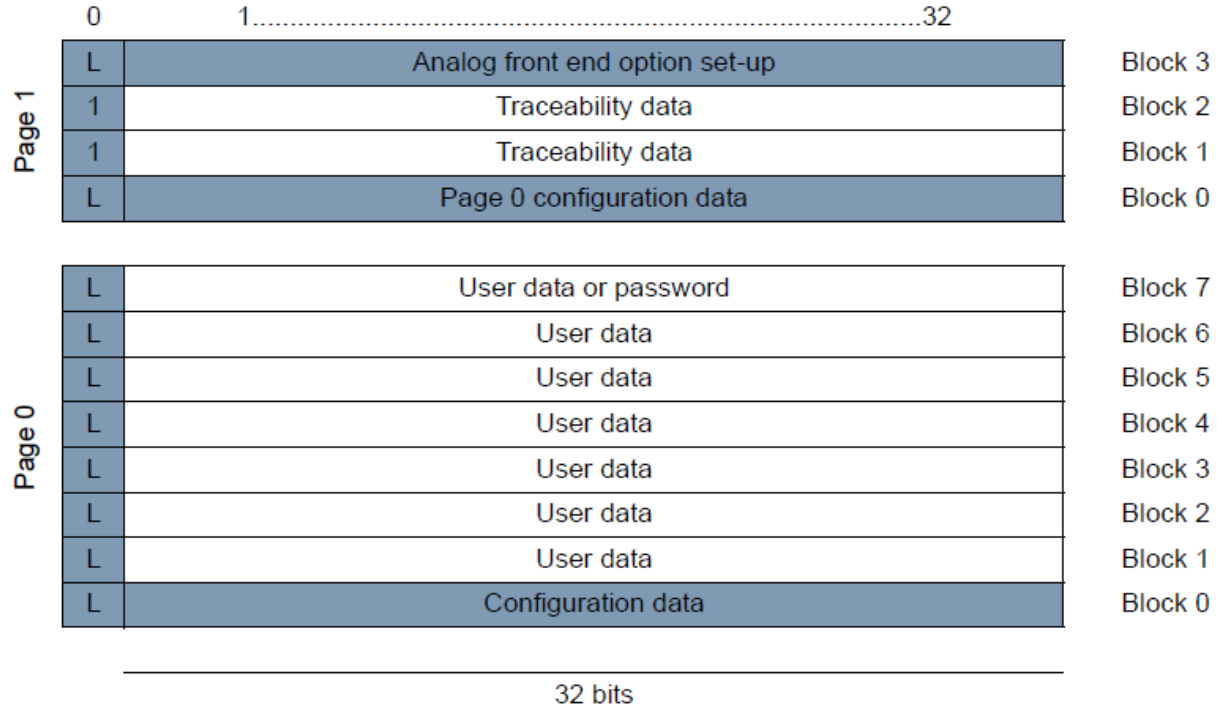 0 1.......................................................................32
Page 1
L Analog front end option set-up Block 3
1 Traceability data Block 2
1 Traceability data Block 1
L Page 0 configuration data Block 0
Page 0
L User data or password Block 7
L User data Block 6
L User data Block 5
L User data Block 4
L User data Block 3
L User data Block 2
L User data Block 1
L Configuration data Block 0
32 bits